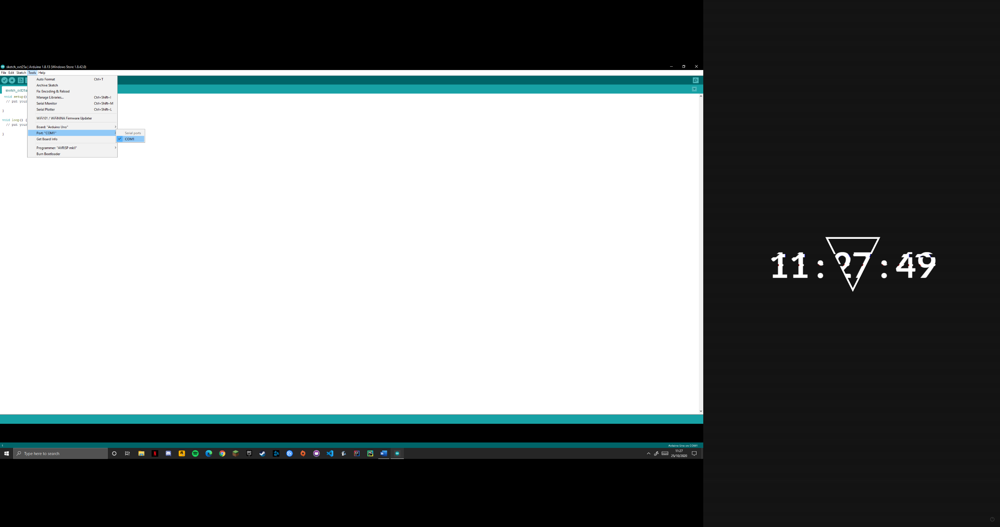 sketch_oct25a | Arduino 1.8.13 (Windows Store 1.8.42.0)
File Edit Sketch Tools Help
Auto Format Ctrl+T
Archive Sketch
Fix Encoding & Reload
Manage Libraries... Ctrl+Shift+I
Serial Monitor Ctrl+Shift+M
Serial Plotter Ctrl+Shift+L
WiFi101 / WiFiNINA Firmware Updater
Board: "Arduino Uno"
Port: "COM1"
Get Board Info
Programmer: "AVRISP mkII"
Burn Bootloader
Serial ports
COM1
sketch_oct25a
void setup()
// put your
}
void loop() {
// put your
}
11:27:49
1
Arduino Uno on COM1
Type here to search
N
R
EPIC
IJ
PC
W
11:27
25/10/2020